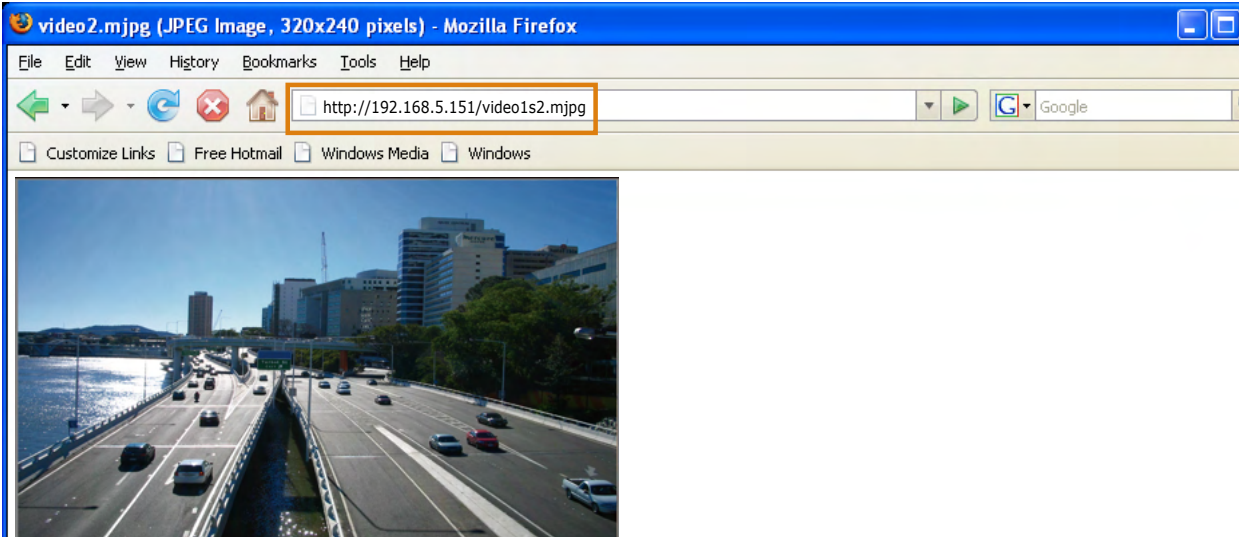 video2.mjpg (JPEG Image, 320x240 pixels) - Mozilla Firefox
File Edit View History Bookmarks Tools Help
http://192.168.5.151/video1s2.mjpg G Google
Customize Links Free Hotmail Windows Media Windows